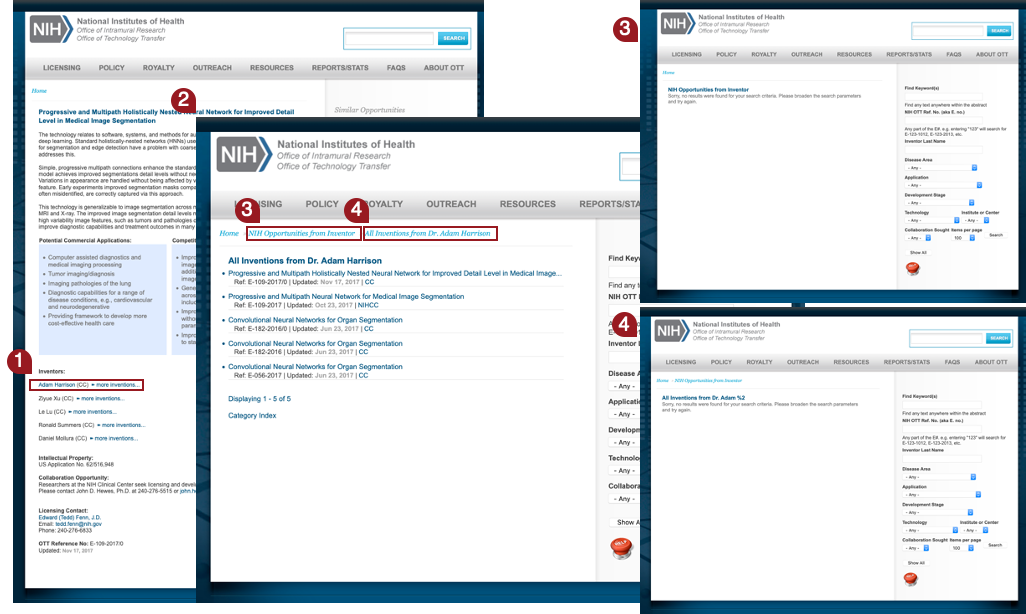 NIH National Institutes of Health
Office of Intramural Research
Office of Technology Transfer
SEARCH
LICENSING POLICY ROYALTY OUTREACH RESOURCES REPORTS/STATS FAQS ABOUT OTT
Home
2
Similar Opportunities
Progressive and Multipath Holistically Nested Neural Network for Improved Detail
Level in Medical Image Segmentation
The technology relates to software, systems, and methods for au
deep learning. Standard holistically-nested networks (HNNs) use
for segmentation and edge detection have a problem with coarse
addresses this.
Simple, progressive multipath connections enhance the standard
model achieves improved segmentations detail levels without nee
Variations in appearance are handled without being affected by v
feature. Early experiments improved segmentation masks compa
often misidentified, are correctly captured via this approach.
This technology is generalizable to image segmentation across m
MRI and X-ray. The improved image segmentation detail levels m
high variability image features, such as tumors and pathologies o
improve diagnostic capabilities and treatment outcomes in many
Potential Commercial Applications: Competit
• Computer assisted diagnostics and
medical imaging processing
• Tumor imaging/diagnosis
• Imaging pathologies of the lung
• Diagnostic capabilities for a range of
disease conditions, e.g., cardiovascular
and neurodegenerative
• Providing framework to develop more
cost-effective health care
1
Inventors:
Adam Harrison (CC) ► more inventions...
Ziyue Xu (CC) ► more inventions...
Le Lu (CC) ► more inventions...
Ronald Summers (CC) ► more inventions...
Daniel Mollura (CC) ► more inventions...
Intellectual Property:
US Application No. 62/516,948
Collaboration Opportunity:
Researchers at the NIH Clinical Center seek licensing and develo
Please contact John D. Hewes, Ph.D. at 240-276-5515 or john.he
Licensing Contact:
Edward (Tedd) Fenn, J.D.
Email: tedd.fenn@nih.gov
Phone: 240-276-6833
OTT Reference No: E-109-2017/0
Updated: Nov 17, 2017
NIH National Institutes of Health
Office of Intramural Research
Office of Technology Transfer
SING POLICY ROYALTY OUTREACH RESOURCES REPORTS/STA
3 4
Home NIH Opportunities from Inventor All Inventions from Dr. Adam Harrison
All Inventions from Dr. Adam Harrison
• Progressive and Multipath Holistically Nested Neural Network for Improved Detail Level in Medical Image...
Ref: E-109-2017/0 | Updated: Nov 17, 2017 | CC
• Progressive and Multipath Neural Network for Medical Image Segmentation
Ref: E-109-2017 | Updated: Oct 23, 2017 | NIHCC
• Convolutional Neural Networks for Organ Segmentation
Ref: E-182-2016/0 | Updated: Jun 23, 2017 | CC
• Convolutional Neural Networks for Organ Segmentation
Ref: E-182-2016 | Updated: Jun 23, 2017 | CC
• Convolutional Neural Networks for Organ Segmentation
Ref: E-056-2017 | Updated: Jun 23, 2017 | CC
Displaying 1 - 5 of 5
Category Index
Find Keyw
Find any t
NIH OTT
Inventor L
Disease A
- Any -
Applicati
- Any -
Developm
- Any -
Technolo
- Any -
Collabora
- Any -
Show A
HELP
3
NIH National Institutes of Health
Office of Intramural Research
Office of Technology Transfer
SEARCH
LICENSING POLICY ROYALTY OUTREACH RESOURCES REPORTS/STATS FAQS ABOUT OTT
Home
NIH Opportunities from Inventor
Sorry, no results were found for your search criteria. Please broaden the search parameters
and try again.
Find Keyword(s)
Find any text anywhere within the abstract
NIH OTT Ref. No. (aka E. no.)
Any part of the E#. e.g. entering "123" will search for
E-123-1012, E-123-2013, etc.
Inventor Last Name
Disease Area
- Any -
Application
- Any -
Development Stage
- Any -
Technology Institute or Center
- Any - - Any -
Collaboration Sought Items per page
- Any - 100 Search
Show All
4
NIH National Institutes of Health
Office of Intramural Research
Office of Technology Transfer
SEARCH
LICENSING POLICY ROYALTY OUTREACH RESOURCES REPORTS/STATS FAQS ABOUT OTT
Home → NIH Opportunities from Inventor
All Inventions from Dr. Adam %2
Sorry, no results were found for your search criteria. Please broaden the search parameters
and try again.
Find Keyword(s)
Find any text anywhere within the abstract
NIH OTT Ref. No. (aka E. no.)
Any part of the E#. e.g. entering "123" will search for
E-123-1012, E-123-2013, etc.
Inventor Last Name
Disease Area
- Any -
Application
- Any -
Development Stage
- Any -
Technology Institute or Center
- Any - - Any -
Collaboration Sought Items per page
- Any - 100 Search
Show All